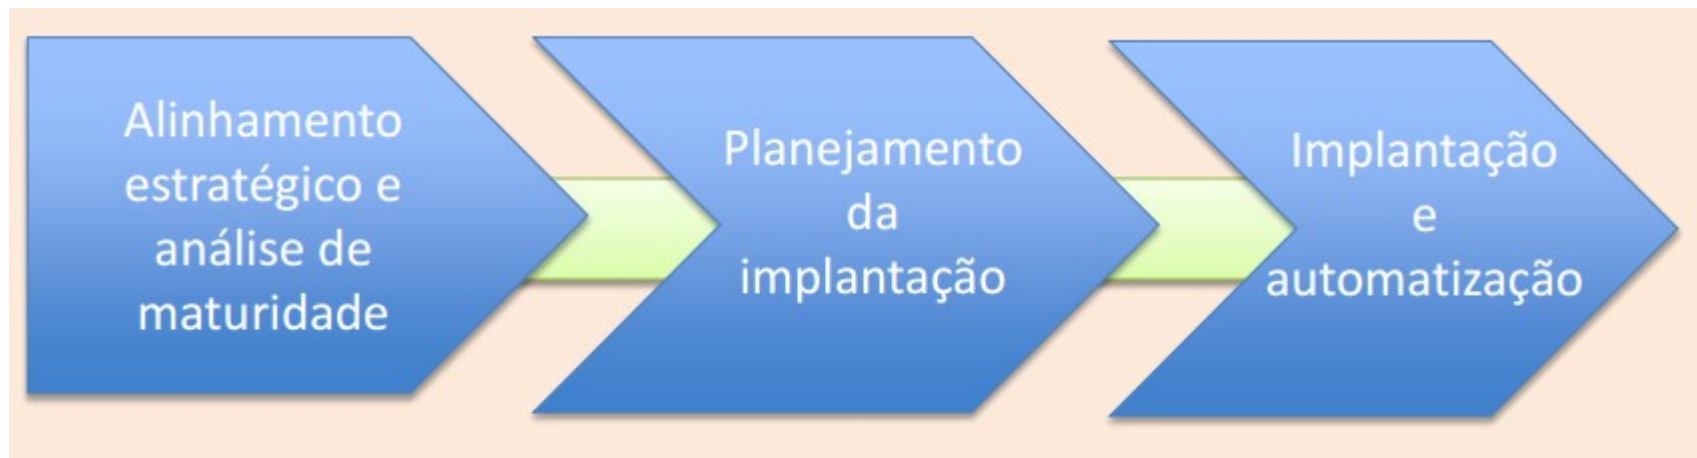 Alinhamento
estratégico e
análise de
maturidade
Planejamento
da
implantação
Implantação
e
automatização